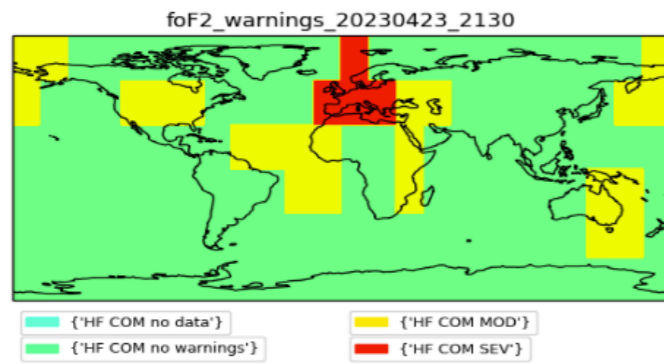 foF2_warnings_20230423_2130
{'HF COM no data'}
{'HF COM MOD'}
{'HF COM no warnings'}
{'HF COM SEV'}